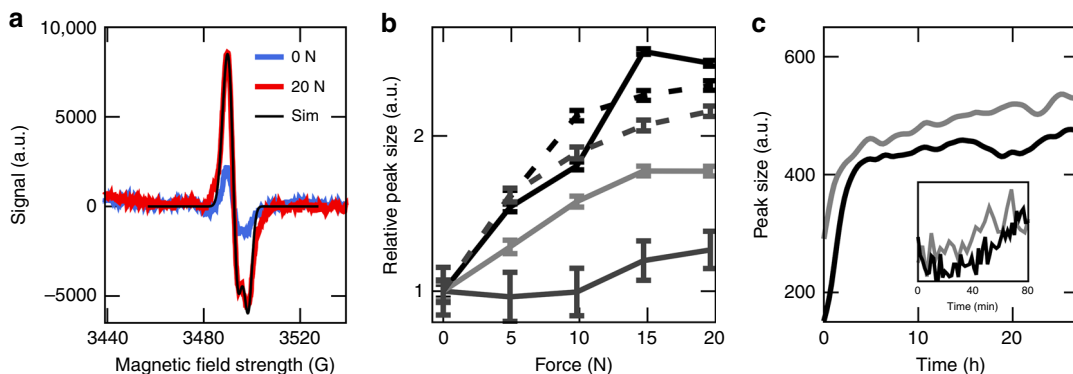 a
10,000
5000
0
–5000
Signal (a.u.)
0 N
20 N
Sim
3440
3480
3520
Magnetic field strength (G)
b
2
1
Relative peak size (a.u.)
0
5
10
15
20
Force (N)
c
600
400
200
Peak size (a.u.)
0
40
80
Time (min)
0
10
20
Time (h)